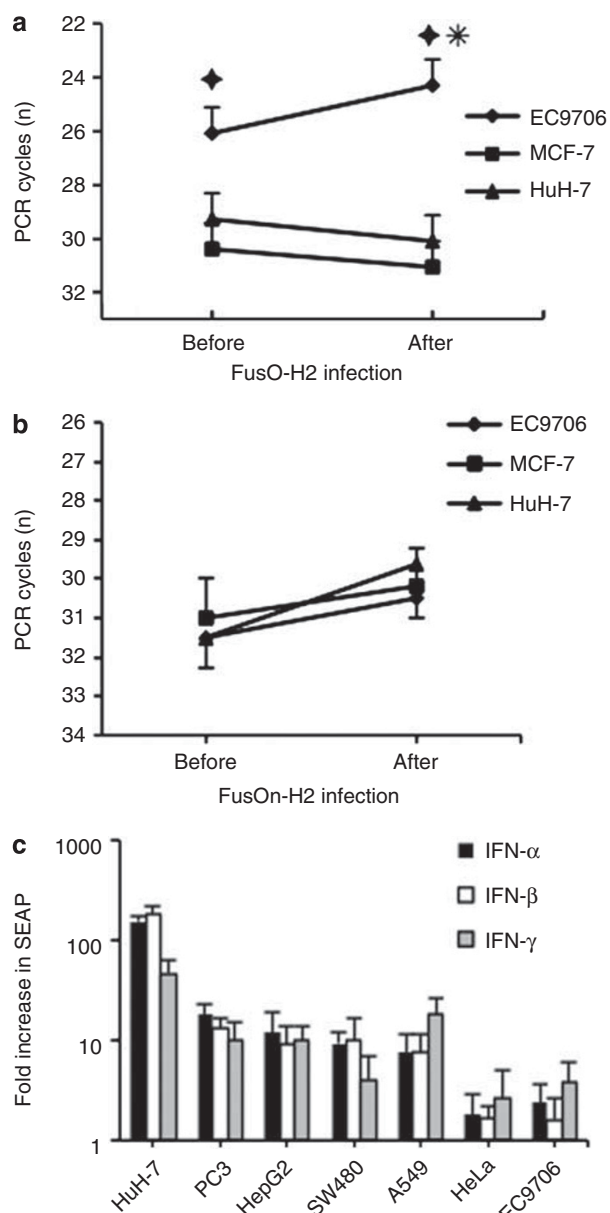 a
22
24
26
28
30
32
PCR cycles (n)
EC9706
MCF-7
HuH-7
Before
After
FusO-H2 infection
b
26
27
28
29
30
31
32
33
34
PCR cycles (n)
EC9706
MCF-7
HuH-7
Before
After
FusOn-H2 infection
c
1000
100
10
1
Fold increase in SEAP
IFN-α
IFN-β
IFN-γ
HuH-7
PC3
HepG2
SW480
A549
HeLa
EC9706